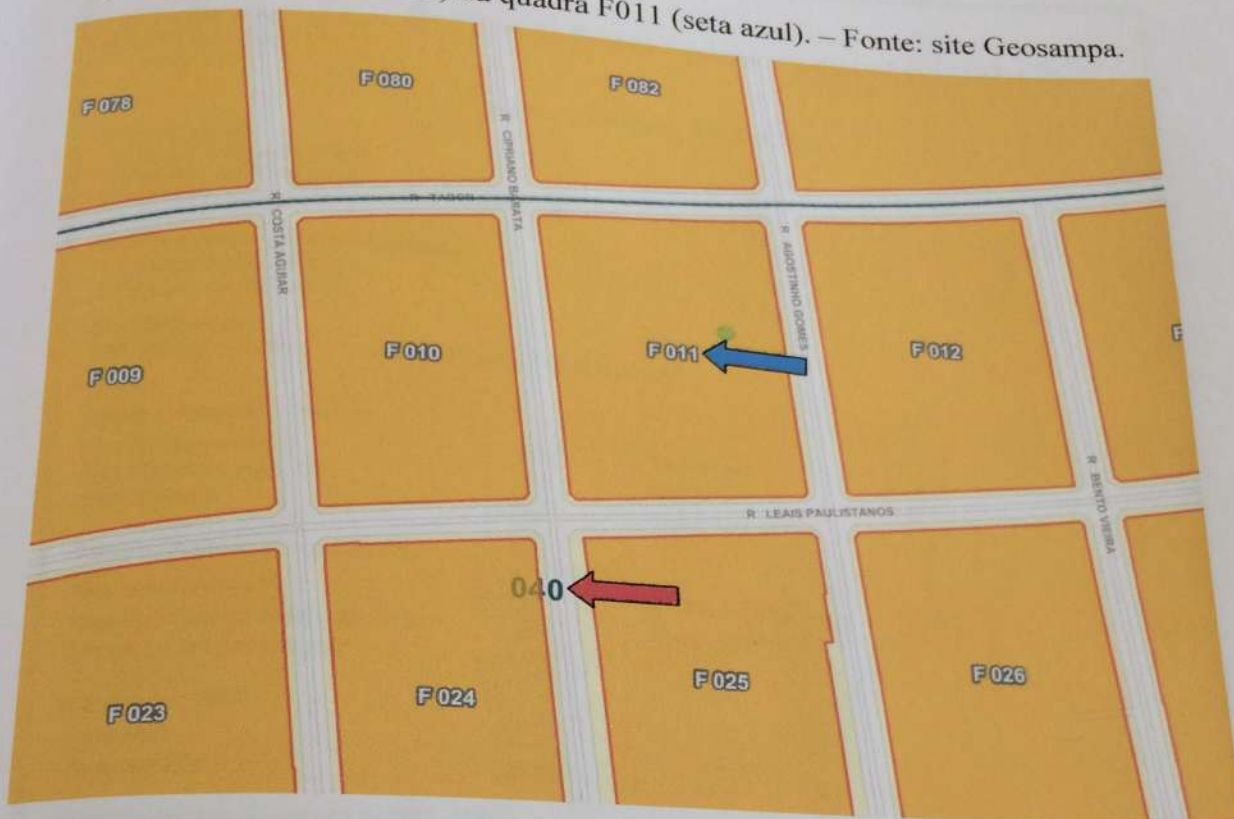 quadra F011 (seta azul). – Fonte: site Geosampa.
F 078
F 080
F 082
R CIPRIANO BARATA
R TABOR
R COSTA AGUIAR
R AGOSTINHO GOMES
F 009
F 010
F 011
F 012
F
R BENTO VIEIRA
R LEAIS PAULISTANOS
040
F 023
F 024
F 025
F 026